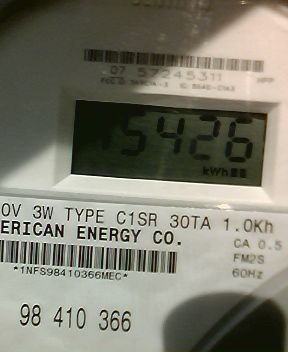 07 57245311
15426
kWh
0V 3W TYPE C1SR 30TA 1.0Kh
ERICAN ENERGY CO.
CA 0.5
FM2S
60Hz
*1NFS98410366MEC*
98 410 366